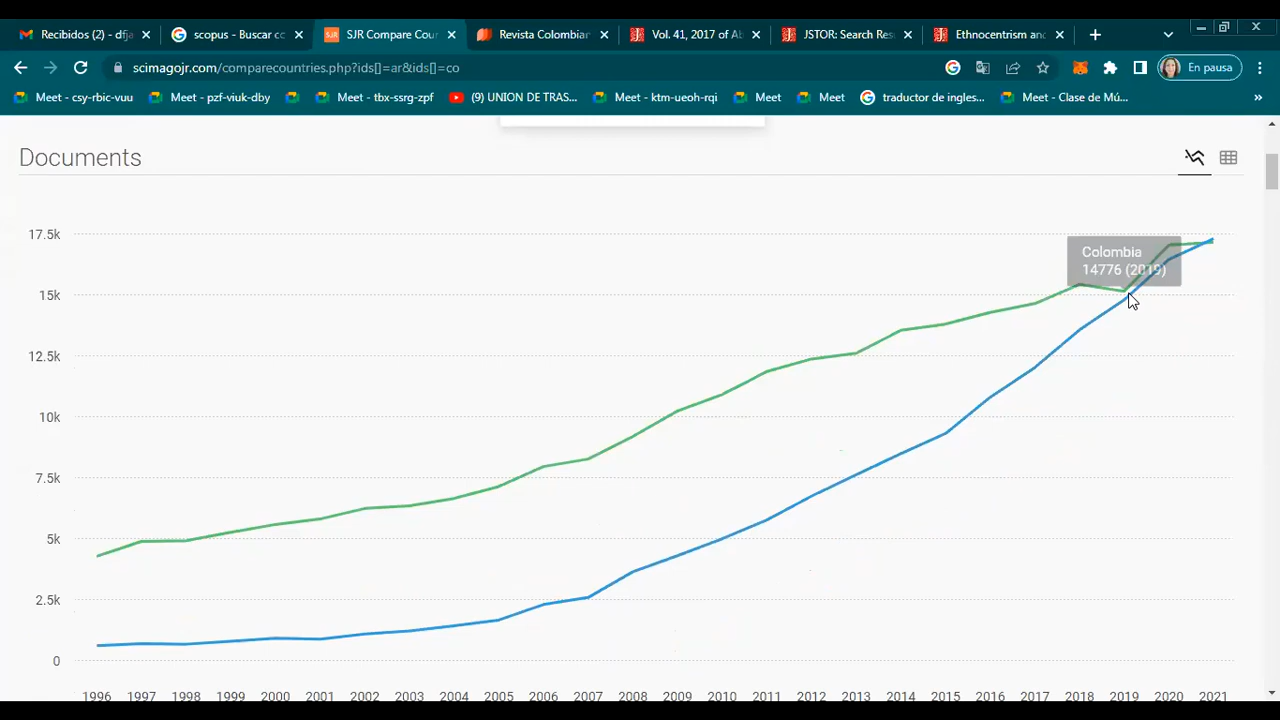 Recibidos (2) - dfja
scopus - Buscar co
SJR Compare Cou
Revista Colombian
Vol. 41, 2017 of Ab
JSTOR: Search Res
Ethnocentrism and
scimagojr.com/comparecountries.php?ids[]=ar&ids[]=co
En pausa
Meet - csy-rbic-vuu
Meet - pzf-viuk-dby
Meet - tbx-ssrg-zpf
(9) UNION DE TRAS...
Meet - ktm-ueoh-rqi
Meet
Meet
traductor de ingles...
Meet - Clase de Mú...
Documents
17.5k
Colombia
14776 (2019)
15k
12.5k
10k
7.5k
5k
2.5k
0
1996 1997 1998 1999 2000 2001 2002 2003 2004 2005 2006 2007 2008 2009 2010 2011 2012 2013 2014 2015 2016 2017 2018 2019 2020 2021